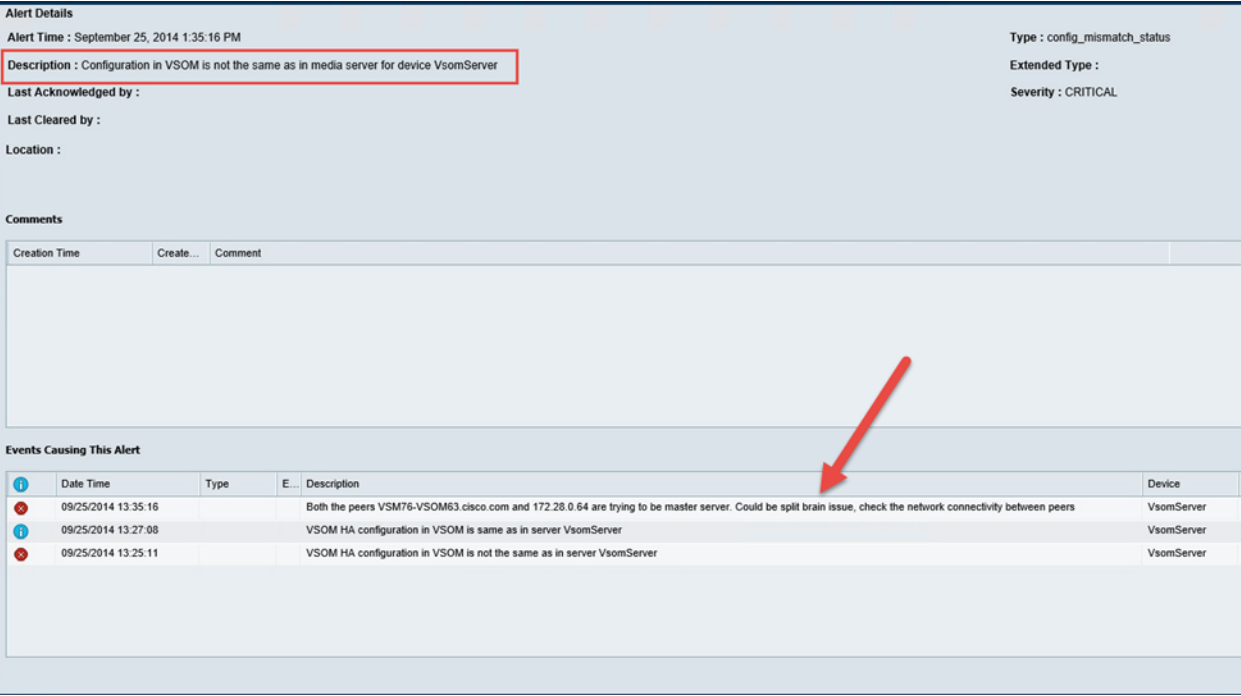 Alert Details
Alert Time : September 25, 2014 1:35:16 PM
Type : config_mismatch_status
Description : Configuration in VSOM is not the same as in media server for device VsomServer
Extended Type :
Last Acknowledged by :
Severity : CRITICAL
Last Cleared by :
Location :
Comments
Creation Time Create... Comment
Events Causing This Alert
Date Time Type E... Description Device
09/25/2014 13:35:16 Both the peers VSM76-VSOM63.cisco.com and 172.28.0.64 are trying to be master server. Could be split brain issue, check the network connectivity between peers VsomServer
09/25/2014 13:27:08 VSOM HA configuration in VSOM is same as in server VsomServer VsomServer
09/25/2014 13:25:11 VSOM HA configuration in VSOM is not the same as in server VsomServer VsomServer